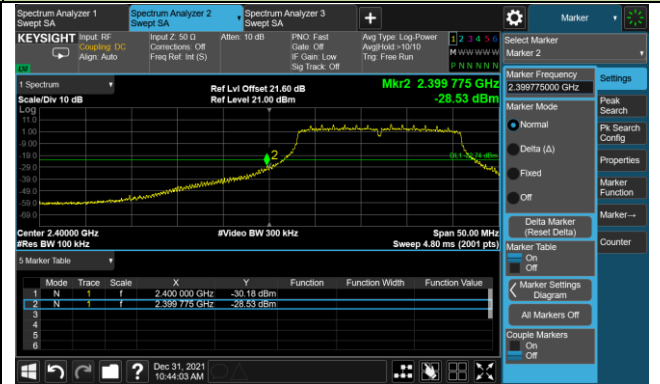 Spectrum Analyzer 1
Swept SA
Spectrum Analyzer 2
Swept SA
Spectrum Analyzer 3
Swept SA
+
Marker
KEYSIGHT
Input: RF
Coupling: DC
Align: Auto
Input Z: 50 Ω
Corrections: Off
Freq Ref: Int (S)
Atten: 10 dB
PNO: Fast
Gate: Off
IF Gain: Low
Sig Track: Off
Avg Type: Log-Power
Avg|Hold:>10/10
Trig: Free Run
1 2 3 4 5 6
M W W W W W
P N N N N N
Select Marker
Marker 2
1 Spectrum
Scale/Div 10 dB
Log
Ref Lvl Offset 21.60 dB
Ref Level 21.00 dBm
Mkr2 2.399 775 GHz
-28.53 dBm
11.0
1.00
-9.00
-19.0
-29.0
-39.0
-49.0
-59.0
-69.0
2
Center 2.40000 GHz
#Res BW 100 kHz
#Video BW 300 kHz
Span 50.00 MHz
Sweep 4.80 ms (2001 pts)
5 Marker Table
Mode Trace Scale X Y Function Function Width Function Value
1 N 1 f 2.400 000 GHz -30.18 dBm
2 N 1 f 2.399 775 GHz -28.53 dBm
3
4
5
6
Marker Frequency
2.399775000 GHz
Marker Mode
Normal
Delta (Δ)
Fixed
Off
Delta Marker
(Reset Delta)
Marker Table
On
Off
Marker Settings
Diagram
All Markers Off
Couple Markers
On
Off
Settings
Peak
Search
Pk Search
Config
Properties
Marker
Function
Marker→
Counter
?
Dec 31, 2021
10:44:03 AM